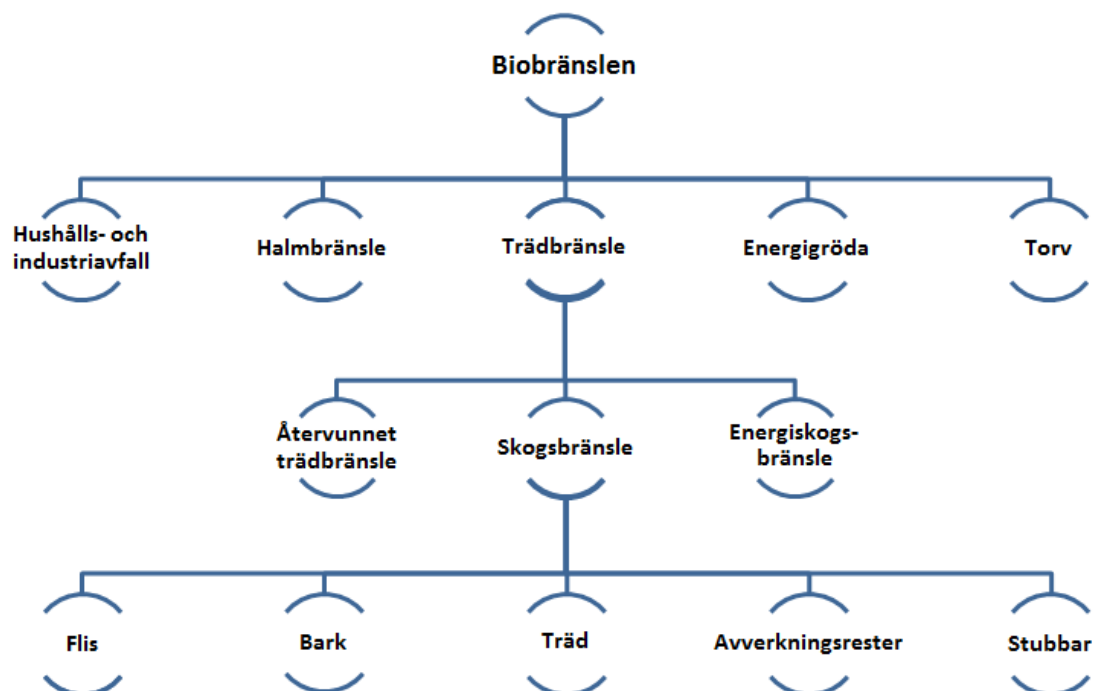 Biobränslen
Hushålls- och
industriavfall
Halmbränsle
Trädbränsle
Energigröda
Torv
Återvunnet
trädbränsle
Skogsbränsle
Energiskogs-
bränsle
Flis
Bark
Träd
Avverkningsrester
Stubbar